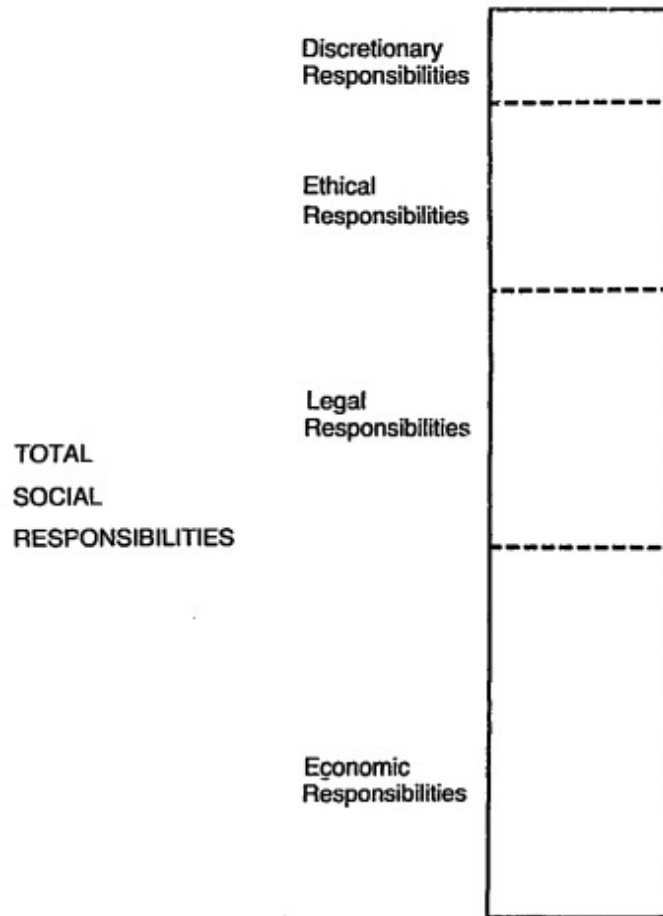 Discretionary
Responsibilities
Ethical
Responsibilities
Legal
Responsibilities
TOTAL
SOCIAL
RESPONSIBILITIES
Economic
Responsibilities